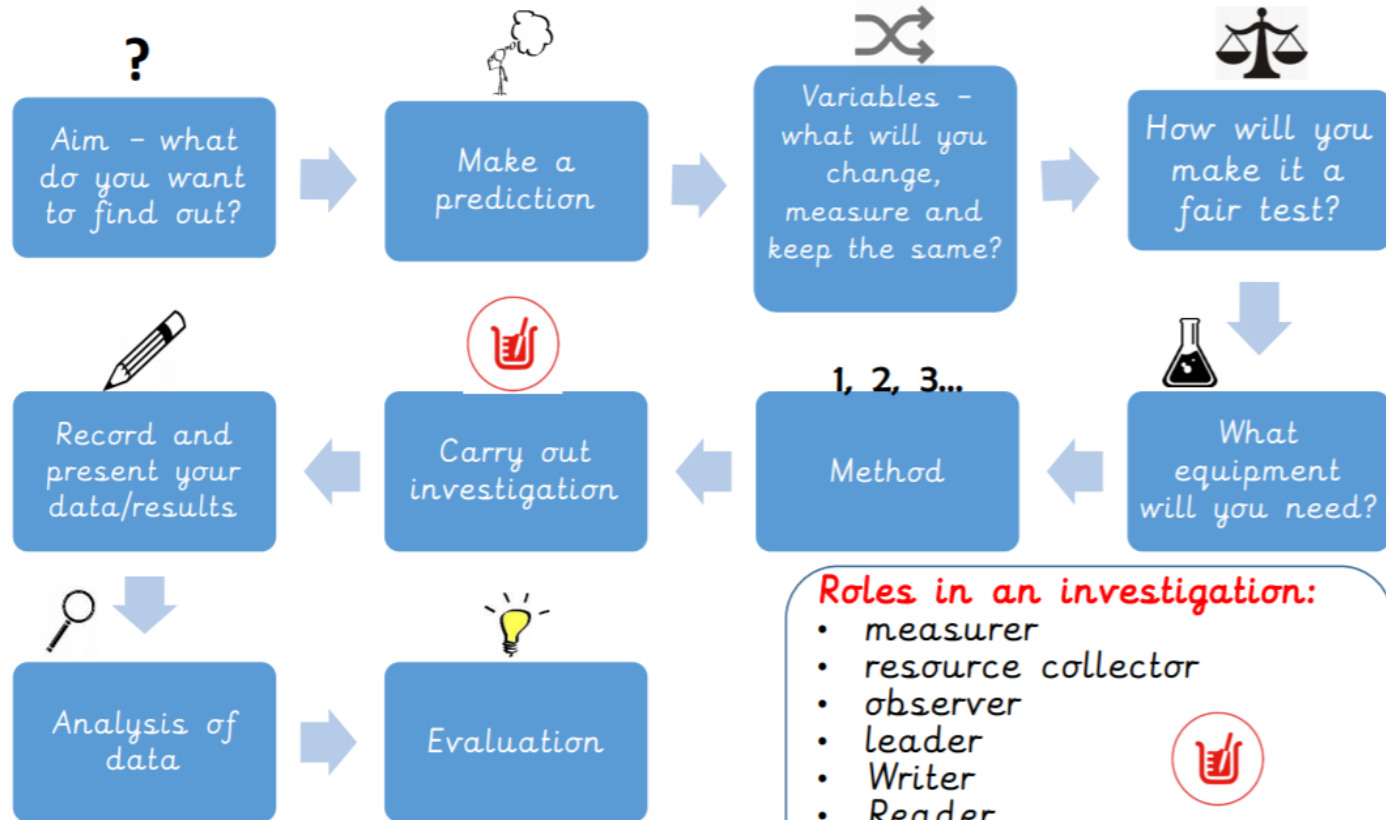 ?
Aim – what
do you want
to find out?
Make a
prediction
Variables –
what will you
change,
measure and
keep the same?
How will you
make it a
fair test?
What
equipment
will you need?
1, 2, 3...
Method
Carry out
investigation
Record and
present your
data/results
Analysis of
data
Evaluation
Roles in an investigation:
• measurer
• resource collector
• observer
• leader
• Writer
• Reader